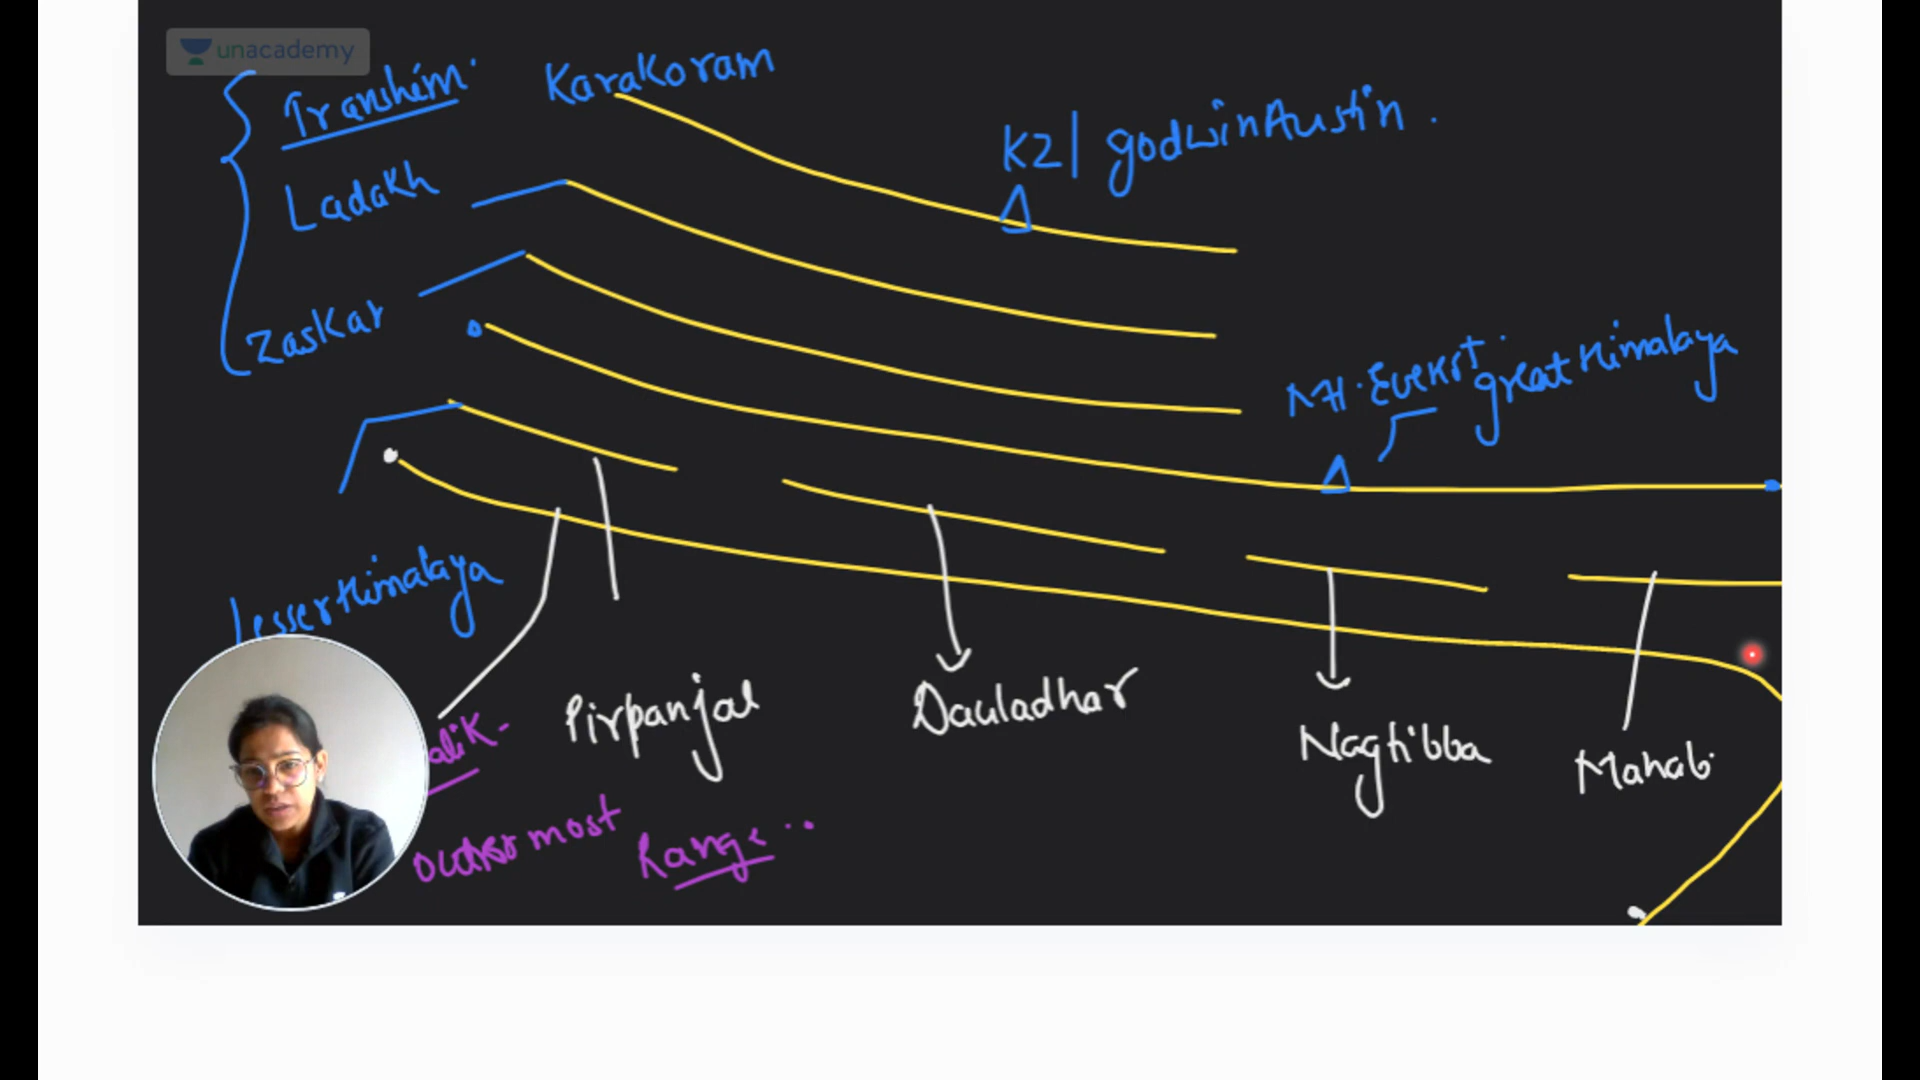 unacademy
Transhim.
Karakoram
K2| godwinAustin.
Ladakh
Zaskar
Mt. Everst.
great Himalaya
lesser Himalaya
alik-
Pirpanjal
Dauladhar
Nagtibba
Mahab.
outer most
Range..